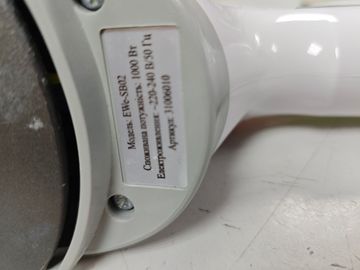 Модель: EWe-SB02
Споживана потужність: 1000 Вт
Електроживлення: ~220-240 В/50 Гц
Артикул: 31006010